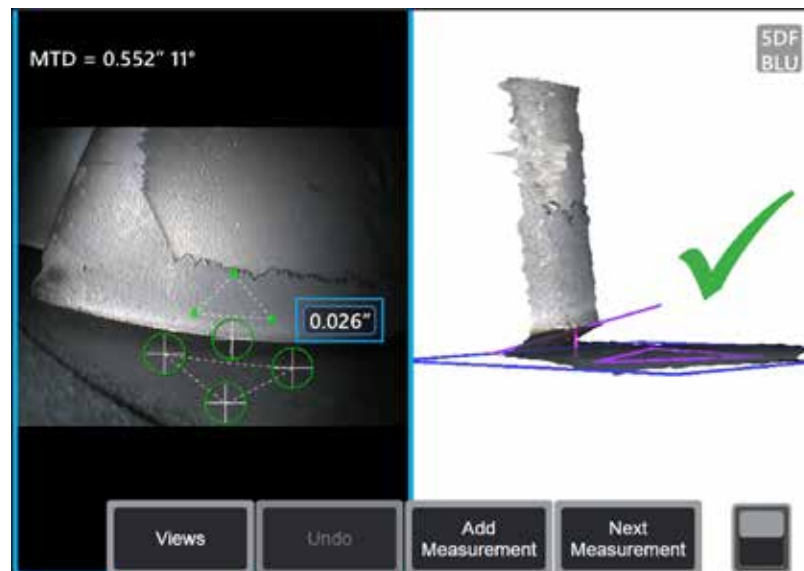 MTD = 0.552" 11°
5DF
BLU
0.026"
Views
Undo
Add
Measurement
Next
Measurement